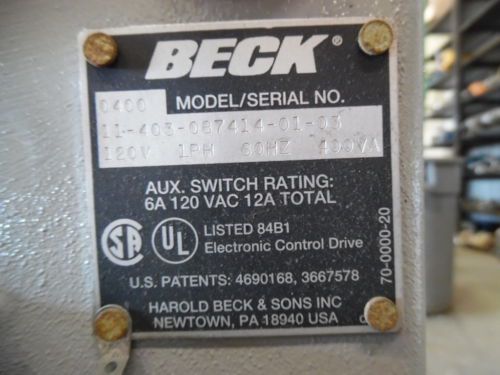 BECK®
0400 MODEL/SERIAL NO.
11-403-087414-01-03
120V 1PH 60HZ 400VA
AUX. SWITCH RATING:
6A 120 VAC 12A TOTAL
SA UL LISTED 84B1
Electronic Control Drive
U.S. PATENTS: 4690168, 3667578
HAROLD BECK & SONS INC
NEWTOWN, PA 18940 USA
70-0000-20